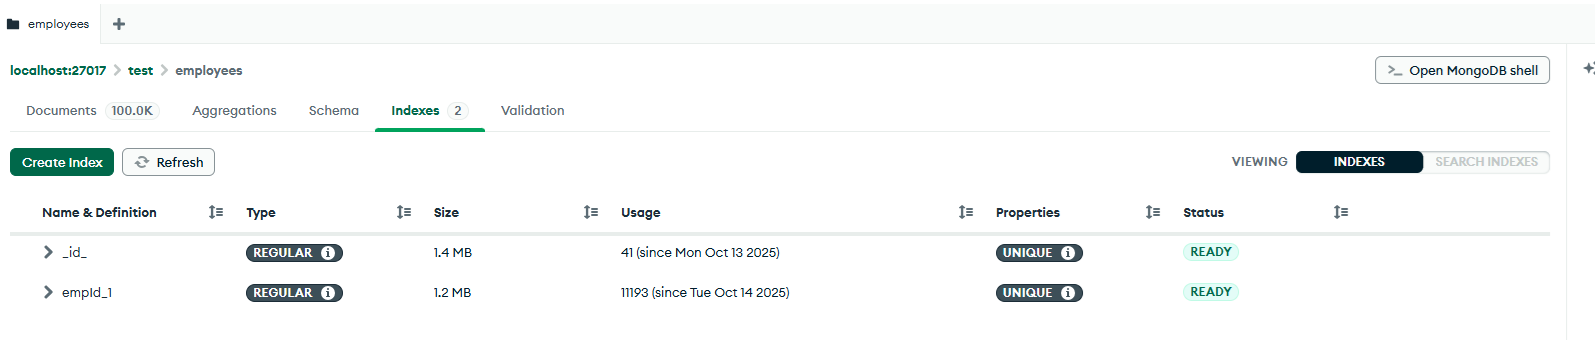 employees
localhost:27017 > test > employees
>_ Open MongoDB shell
Documents 100.0K Aggregations Schema Indexes 2 Validation
Create Index Refresh VIEWING INDEXES SEARCH INDEXES
Name & Definition Type Size Usage Properties Status
_id_ REGULAR 1.4 MB 41 (since Mon Oct 13 2025) UNIQUE READY
empId_1 REGULAR 1.2 MB 11193 (since Tue Oct 14 2025) UNIQUE READY